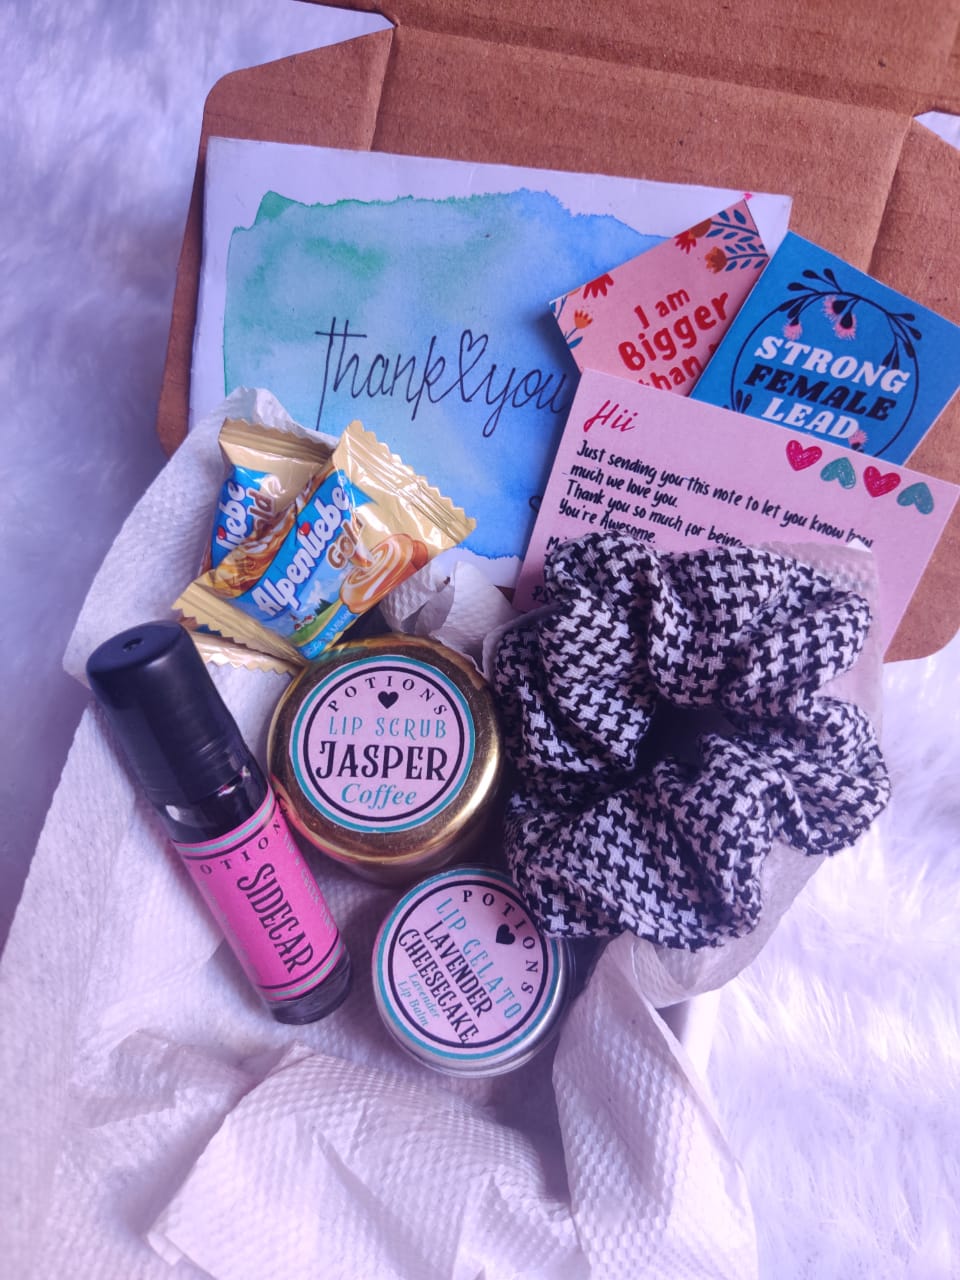 thank you
I am
Bigger
than
STRONG
FEMALE
LEAD
Hii
Just sending you this note to let you know how
much we love you.
Thank you so much for being
You're Awesome.
Alpenliebe
Gold
POTIONS
LIP SCRUB
JASPER
Coffee
SIDECAR
POTIONS
LIP GELATO
LAVENDER
CHEESECAKE
Lavender
Lip Balm